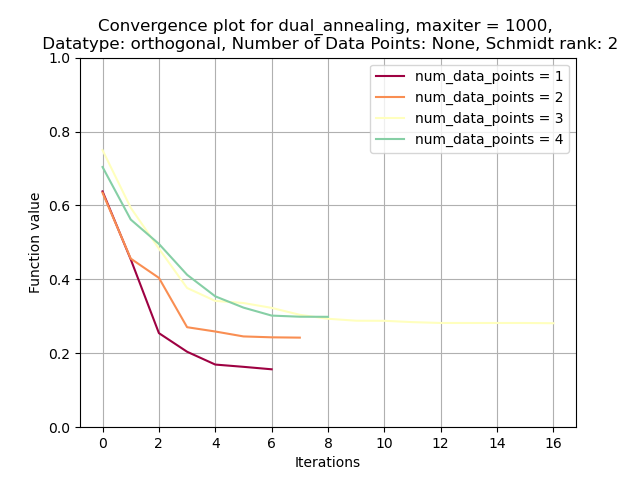 Convergence plot for dual_annealing, maxiter = 1000,
Datatype: orthogonal, Number of Data Points: None, Schmidt rank: 2
1.0
0.8
0.6
0.4
0.2
0.0
Function value
num_data_points = 1
num_data_points = 2
num_data_points = 3
num_data_points = 4
0 2 4 6 8 10 12 14 16
Iterations